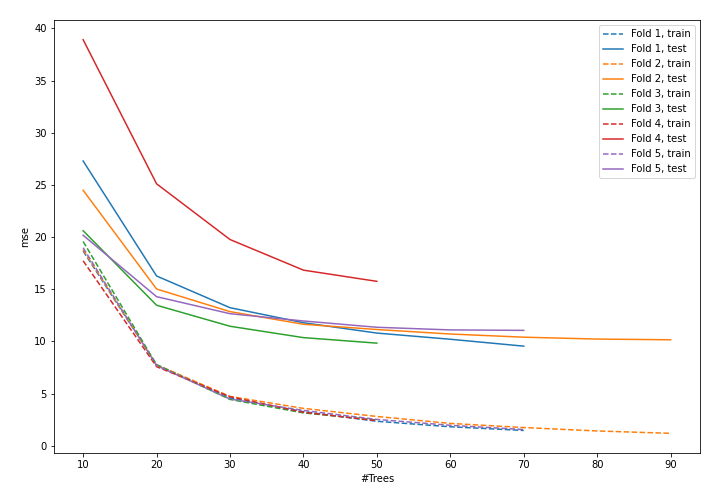 40
35
30
25
20
15
10
5
0
mse
10 20 30 40 50 60 70 80 90
#Trees
Fold 1, train
Fold 1, test
Fold 2, train
Fold 2, test
Fold 3, train
Fold 3, test
Fold 4, train
Fold 4, test
Fold 5, train
Fold 5, test